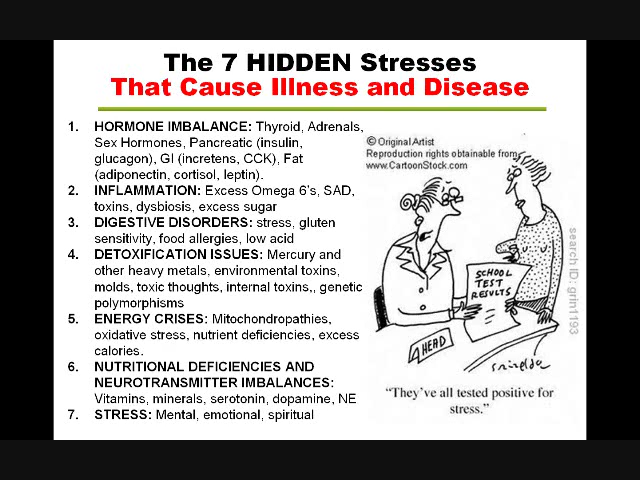 The 7 HIDDEN Stresses
That Cause Illness and Disease
1. HORMONE IMBALANCE: Thyroid, Adrenals,
Sex Hormones, Pancreatic (insulin,
glucagon), GI (incretens, CCK), Fat
(adiponectin, cortisol, leptin).
2. INFLAMMATION: Excess Omega 6's, SAD,
toxins, dysbiosis, excess sugar
3. DIGESTIVE DISORDERS: stress, gluten
sensitivity, food allergies, low acid
4. DETOXIFICATION ISSUES: Mercury and
other heavy metals, environmental toxins,
molds, toxic thoughts, internal toxins,, genetic
polymorphisms
5. ENERGY CRISES: Mitochondropathies,
oxidative stress, nutrient deficiencies, excess
calories.
6. NUTRITIONAL DEFICIENCIES AND
NEUROTRANSMITTER IMBALANCES:
Vitamins, minerals, serotonin, dopamine, NE
7. STRESS: Mental, emotional, spiritual
© Original Artist
Reproduction rights obtainable from
www.CartoonStock.com
SCHOOL
TEST
RESULTS
HEAD
search ID: grin1193
"They've all tested positive for
stress."